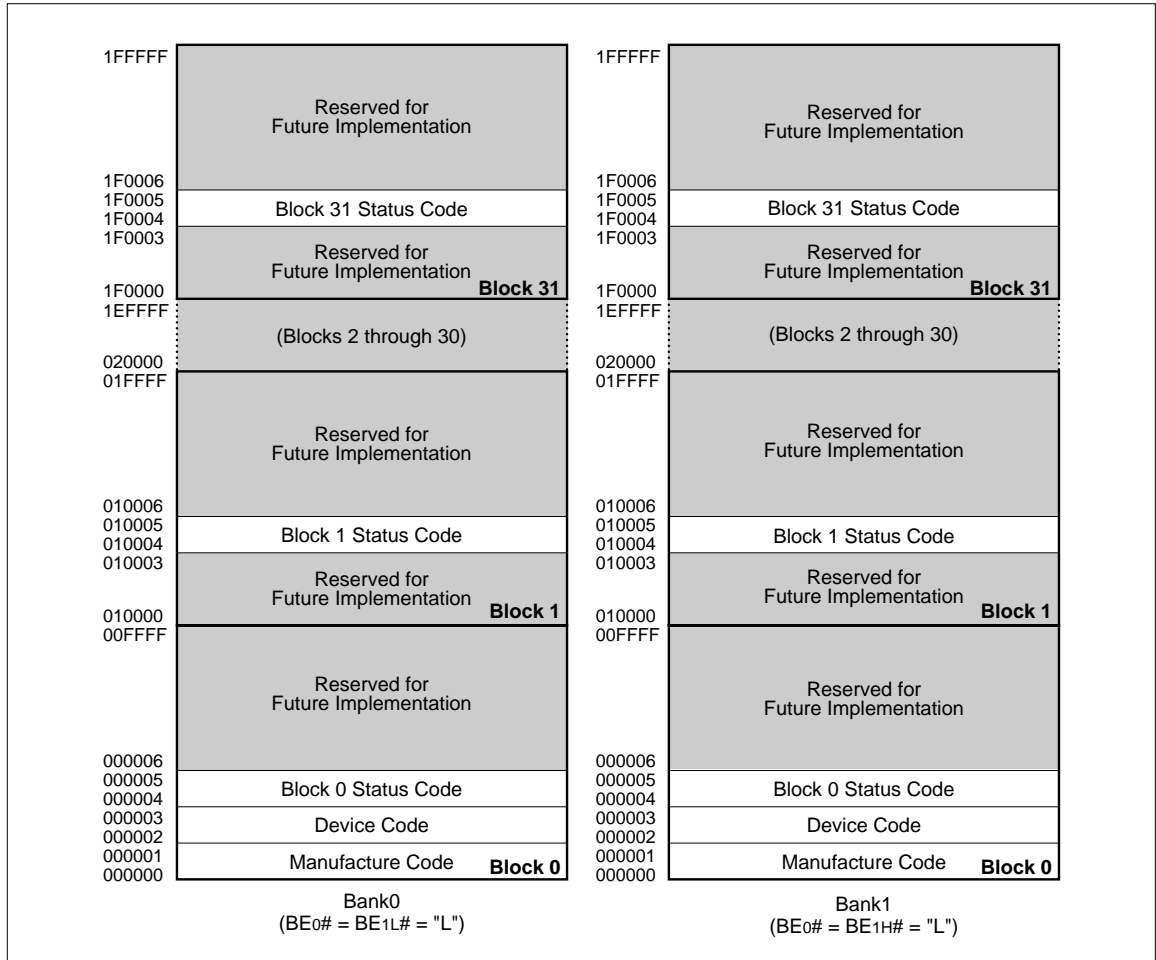 1FFFFF
Reserved for
Future Implementation
1F0006
1F0005
Block 31 Status Code
1F0004
1F0003
Reserved for
Future Implementation
Block 31
1F0000
1EFFFF
(Blocks 2 through 30)
020000
01FFFF
Reserved for
Future Implementation
010006
010005
Block 1 Status Code
010004
010003
Reserved for
Future Implementation
Block 1
010000
00FFFF
Reserved for
Future Implementation
000006
000005
Block 0 Status Code
000004
000003
Device Code
000002
000001
Manufacture Code
Block 0
000000
Bank0
(BE0# = BE1L# = "L")
1FFFFF
Reserved for
Future Implementation
1F0006
1F0005
Block 31 Status Code
1F0004
1F0003
Reserved for
Future Implementation
Block 31
1F0000
1EFFFF
(Blocks 2 through 30)
020000
01FFFF
Reserved for
Future Implementation
010006
010005
Block 1 Status Code
010004
010003
Reserved for
Future Implementation
Block 1
010000
00FFFF
Reserved for
Future Implementation
000006
000005
Block 0 Status Code
000004
000003
Device Code
000002
000001
Manufacture Code
Block 0
000000
Bank1
(BE0# = BE1H# = "L")